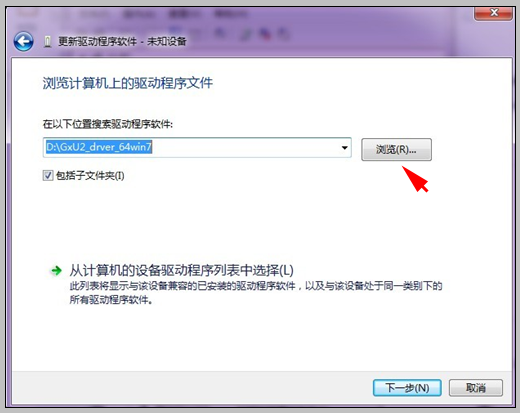 更新驱动程序软件 - 未知设备
浏览计算机上的驱动程序文件
在以下位置搜索驱动程序软件:
D:\GxU2_drver_64win7
浏览(R)...
包括子文件夹(I)
从计算机的设备驱动程序列表中选择(L)
此列表将显示与该设备兼容的已安装的驱动程序软件，以及与该设备处于同一类别下的
所有驱动程序软件。
下一步(N)
取消